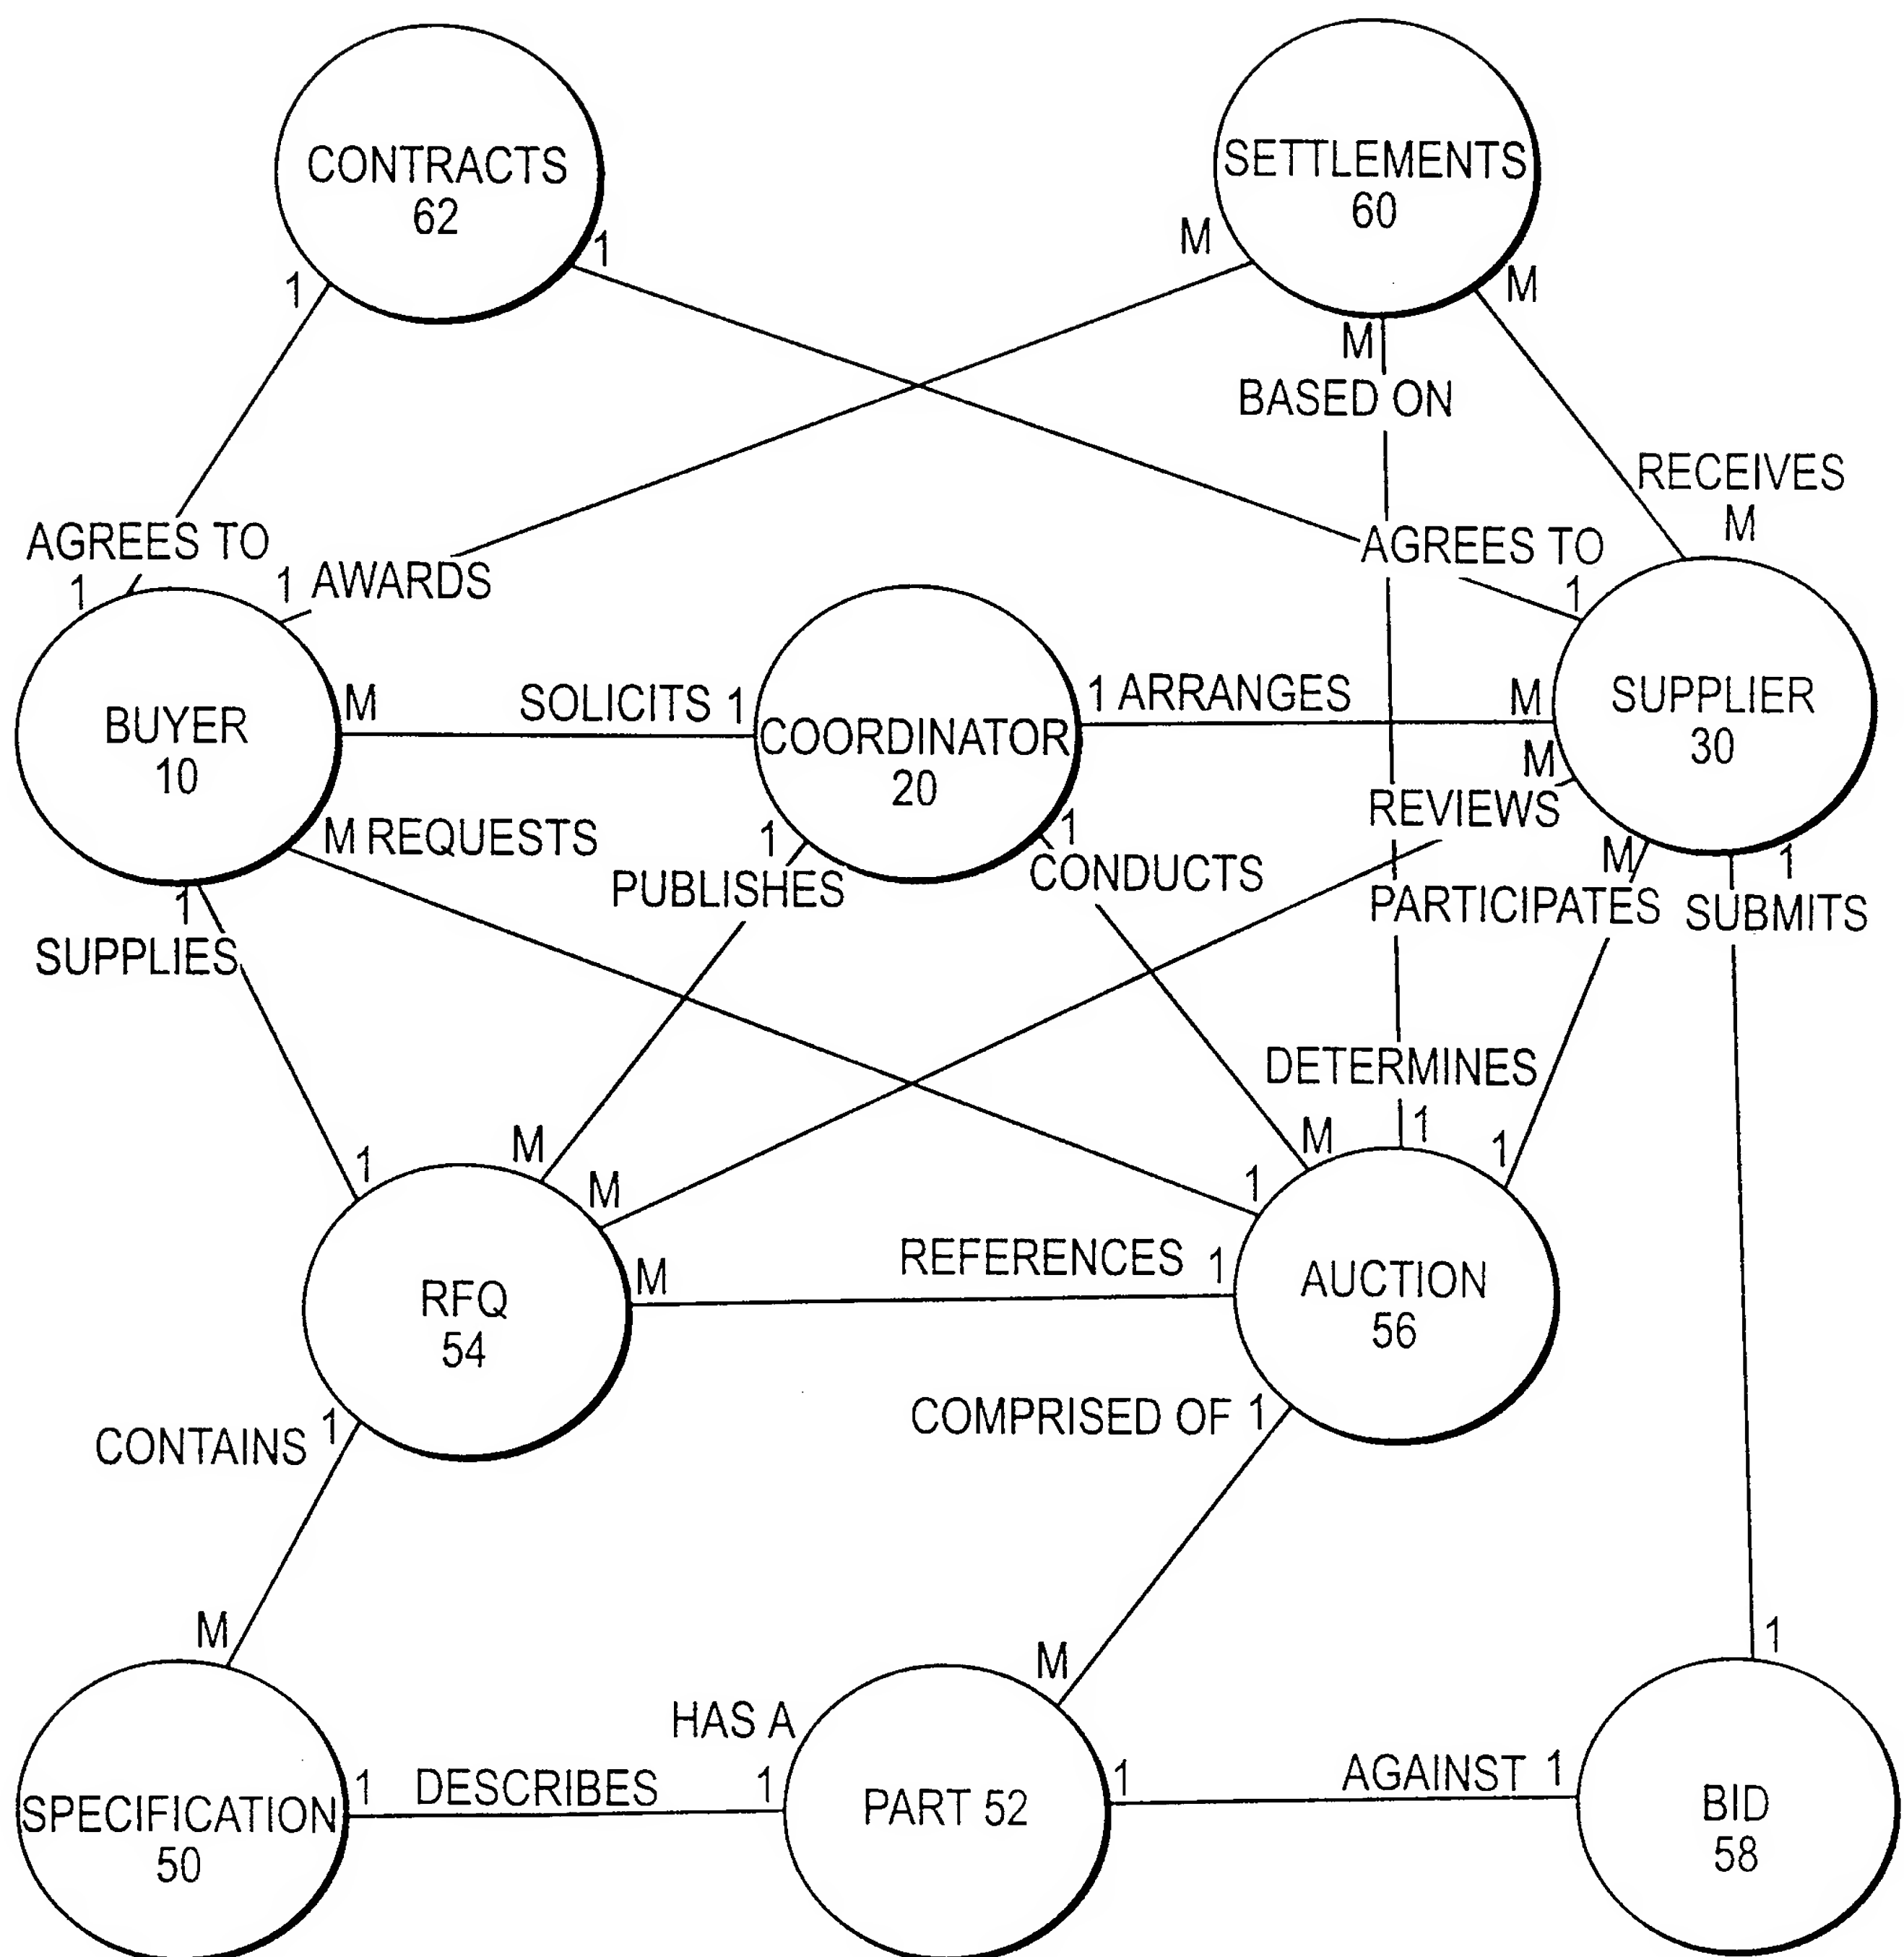 CONTRACTS
62
SETTLEMENTS
60
1
1
M
M
M
BASED ON
RECEIVES
M
AGREES TO
1
1 AWARDS
AGREES TO
1
BUYER
10
M
SOLICITS 1
COORDINATOR
20
1 ARRANGES
M
SUPPLIER
30
M
REVIEWS
M REQUESTS
1
PUBLISHES
1
CONDUCTS
M
PARTICIPATES
1
SUBMITS
1
SUPPLIES
DETERMINES
1
M
M
1
M
1
1
RFQ
54
M
REFERENCES 1
AUCTION
56
CONTAINS 1
COMPRISED OF 1
M
M
1
SPECIFICATION
50
1 DESCRIBES
HAS A
1
PART 52
1
AGAINST 1
BID
58